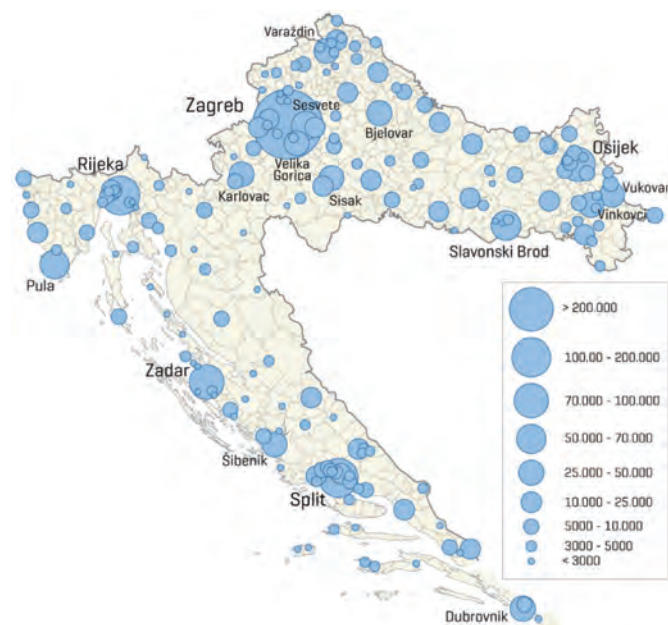 Varaždin
Zagreb
Sesvete
Bjelovar
Velika
Gorica
Osijek
Rijeka
Karlovac
Sisak
Vukovar
Vinkovci
Slavonski Brod
Pula
Zadar
Šibenik
Split
Dubrovnik
> 200.000
100.00 - 200.000
70.000 - 100.000
50.000 - 70.000
25.000 - 50.000
10.000 - 25.000
5000 - 10.000
3000 - 5000
< 3000